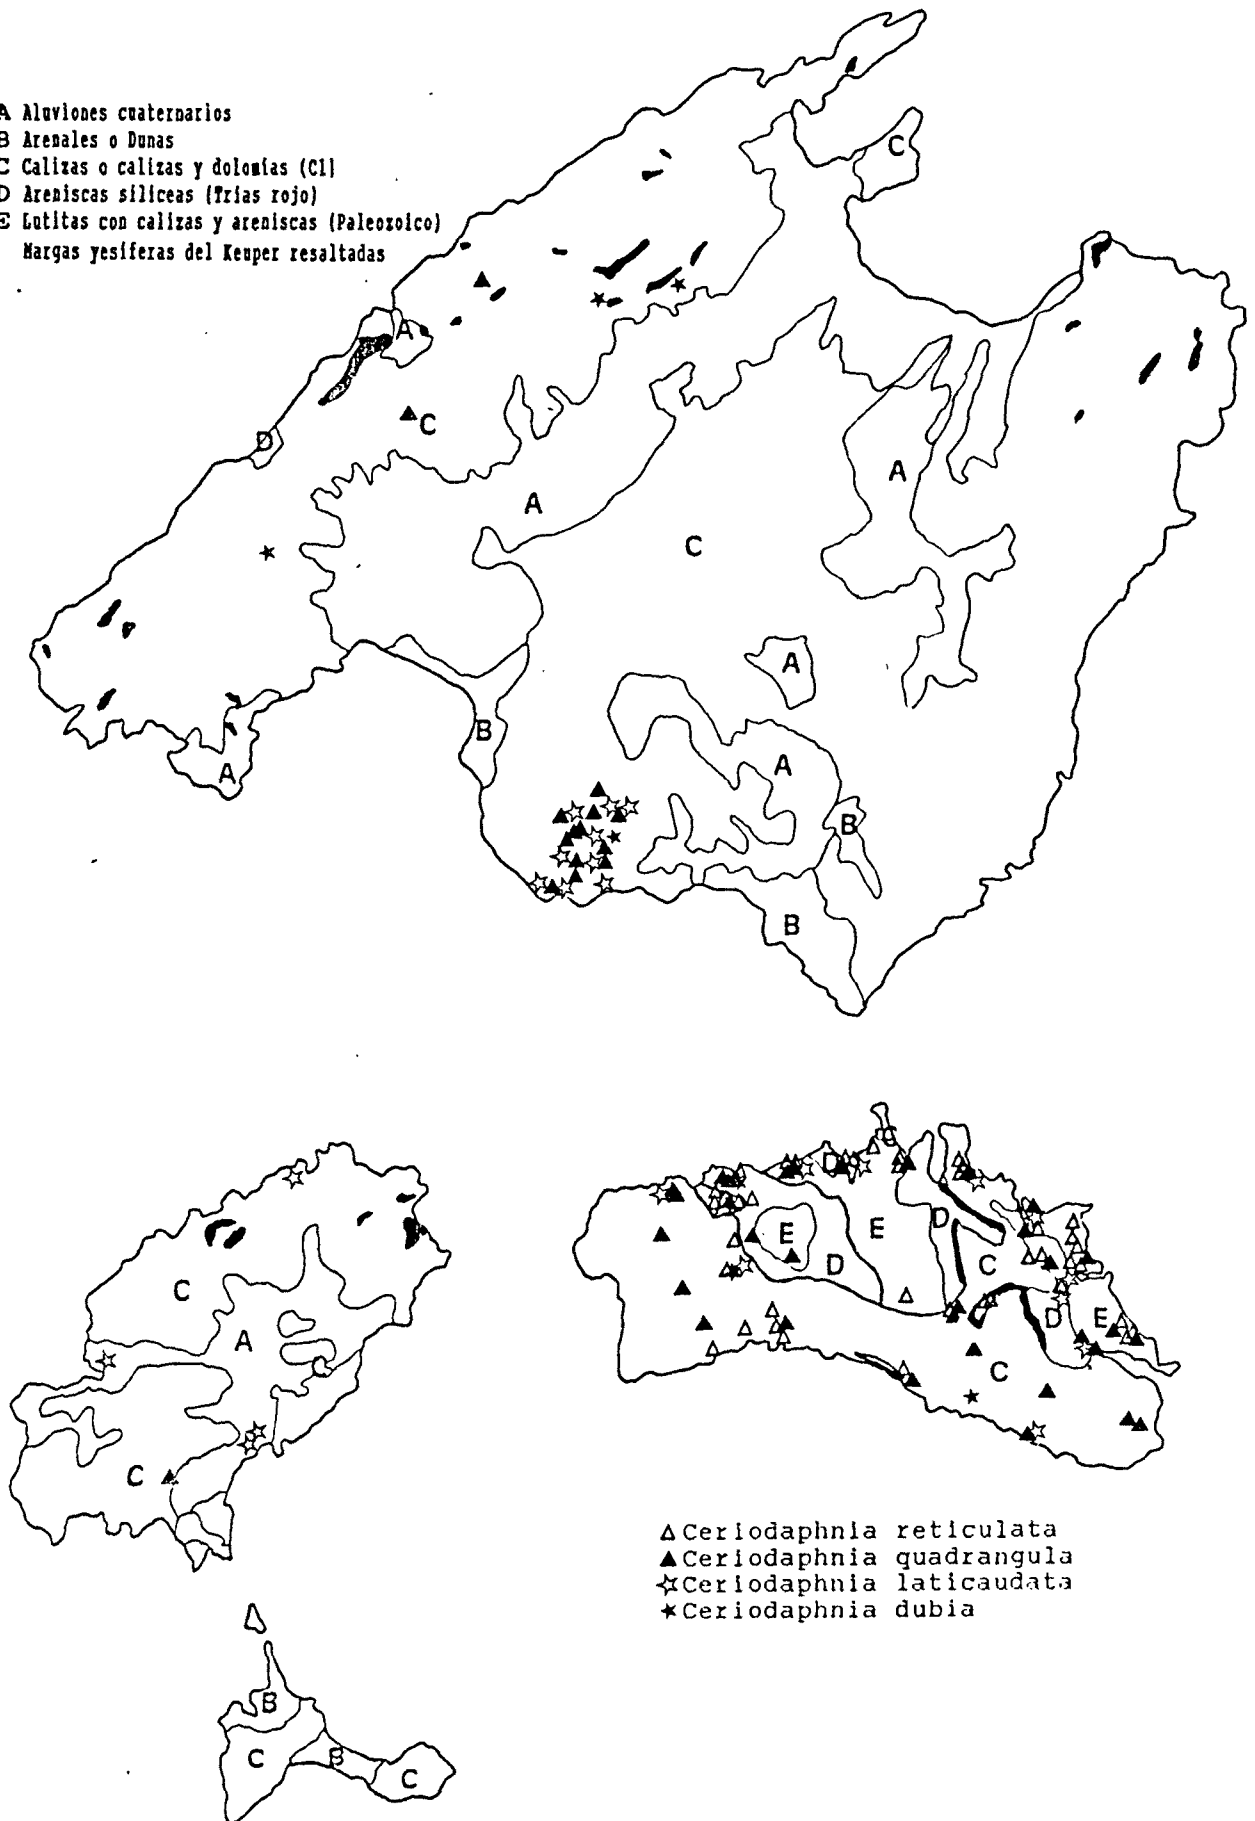 A Aluviones cuaternarios
B Arenales o Dunas
C Calizas o calizas y dolomías (Cl)
D Areniscas silíceas (Trias rojo)
E Lutitas con calizas y areniscas (Paleozoico)
Margas yesíferas del Keuper resaltadas
C
A
D
C
A
A
C
A
B
A
A
B
B
C
D
E
E
D
D
C
C
A
D
E
C
C
△ Ceriodaphnia reticulata
▲ Ceriodaphnia quadrangula
☆ Ceriodaphnia laticaudata
★ Ceriodaphnia dubia
B
C
B
C